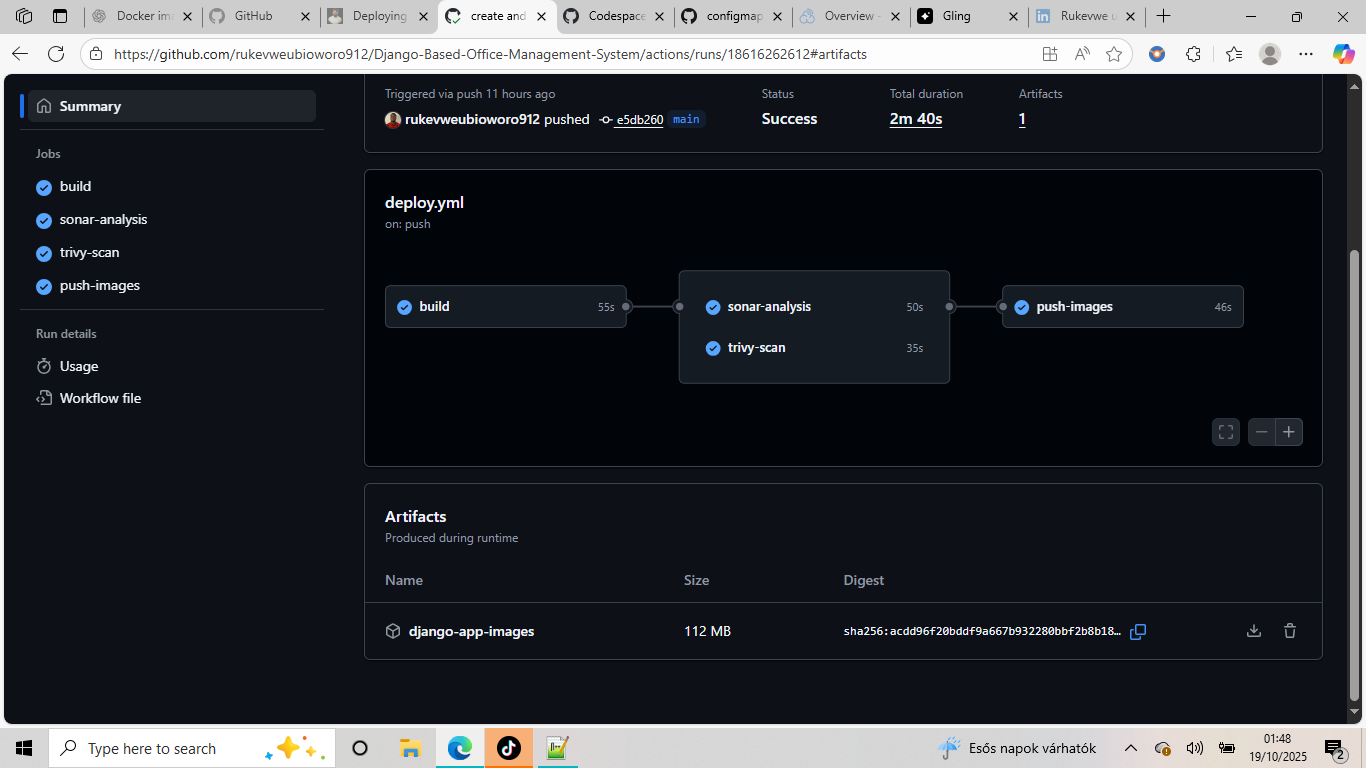 Docker im
GitHub
Deploying
create and
Codespace
configmap
Overview -
Gling
Rukevwe u
https://github.com/rukevweubioworo912/Django-Based-Office-Management-System/actions/runs/18616262612#artifacts
Summary
Jobs
build
sonar-analysis
trivy-scan
push-images
Run details
Usage
Workflow file
Triggered via push 11 hours ago
rukevweubioworo912 pushed e5db260 main
Status
Success
Total duration
2m 40s
Artifacts
1
deploy.yml
on: push
build 55s
sonar-analysis 50s
trivy-scan 35s
push-images 46s
Artifacts
Produced during runtime
Name Size Digest
django-app-images 112 MB sha256:acdd96f20bddf9a667b932280bbf2b8b18…
Type here to search
Esős napok várhatók
01:48
19/10/2025
2